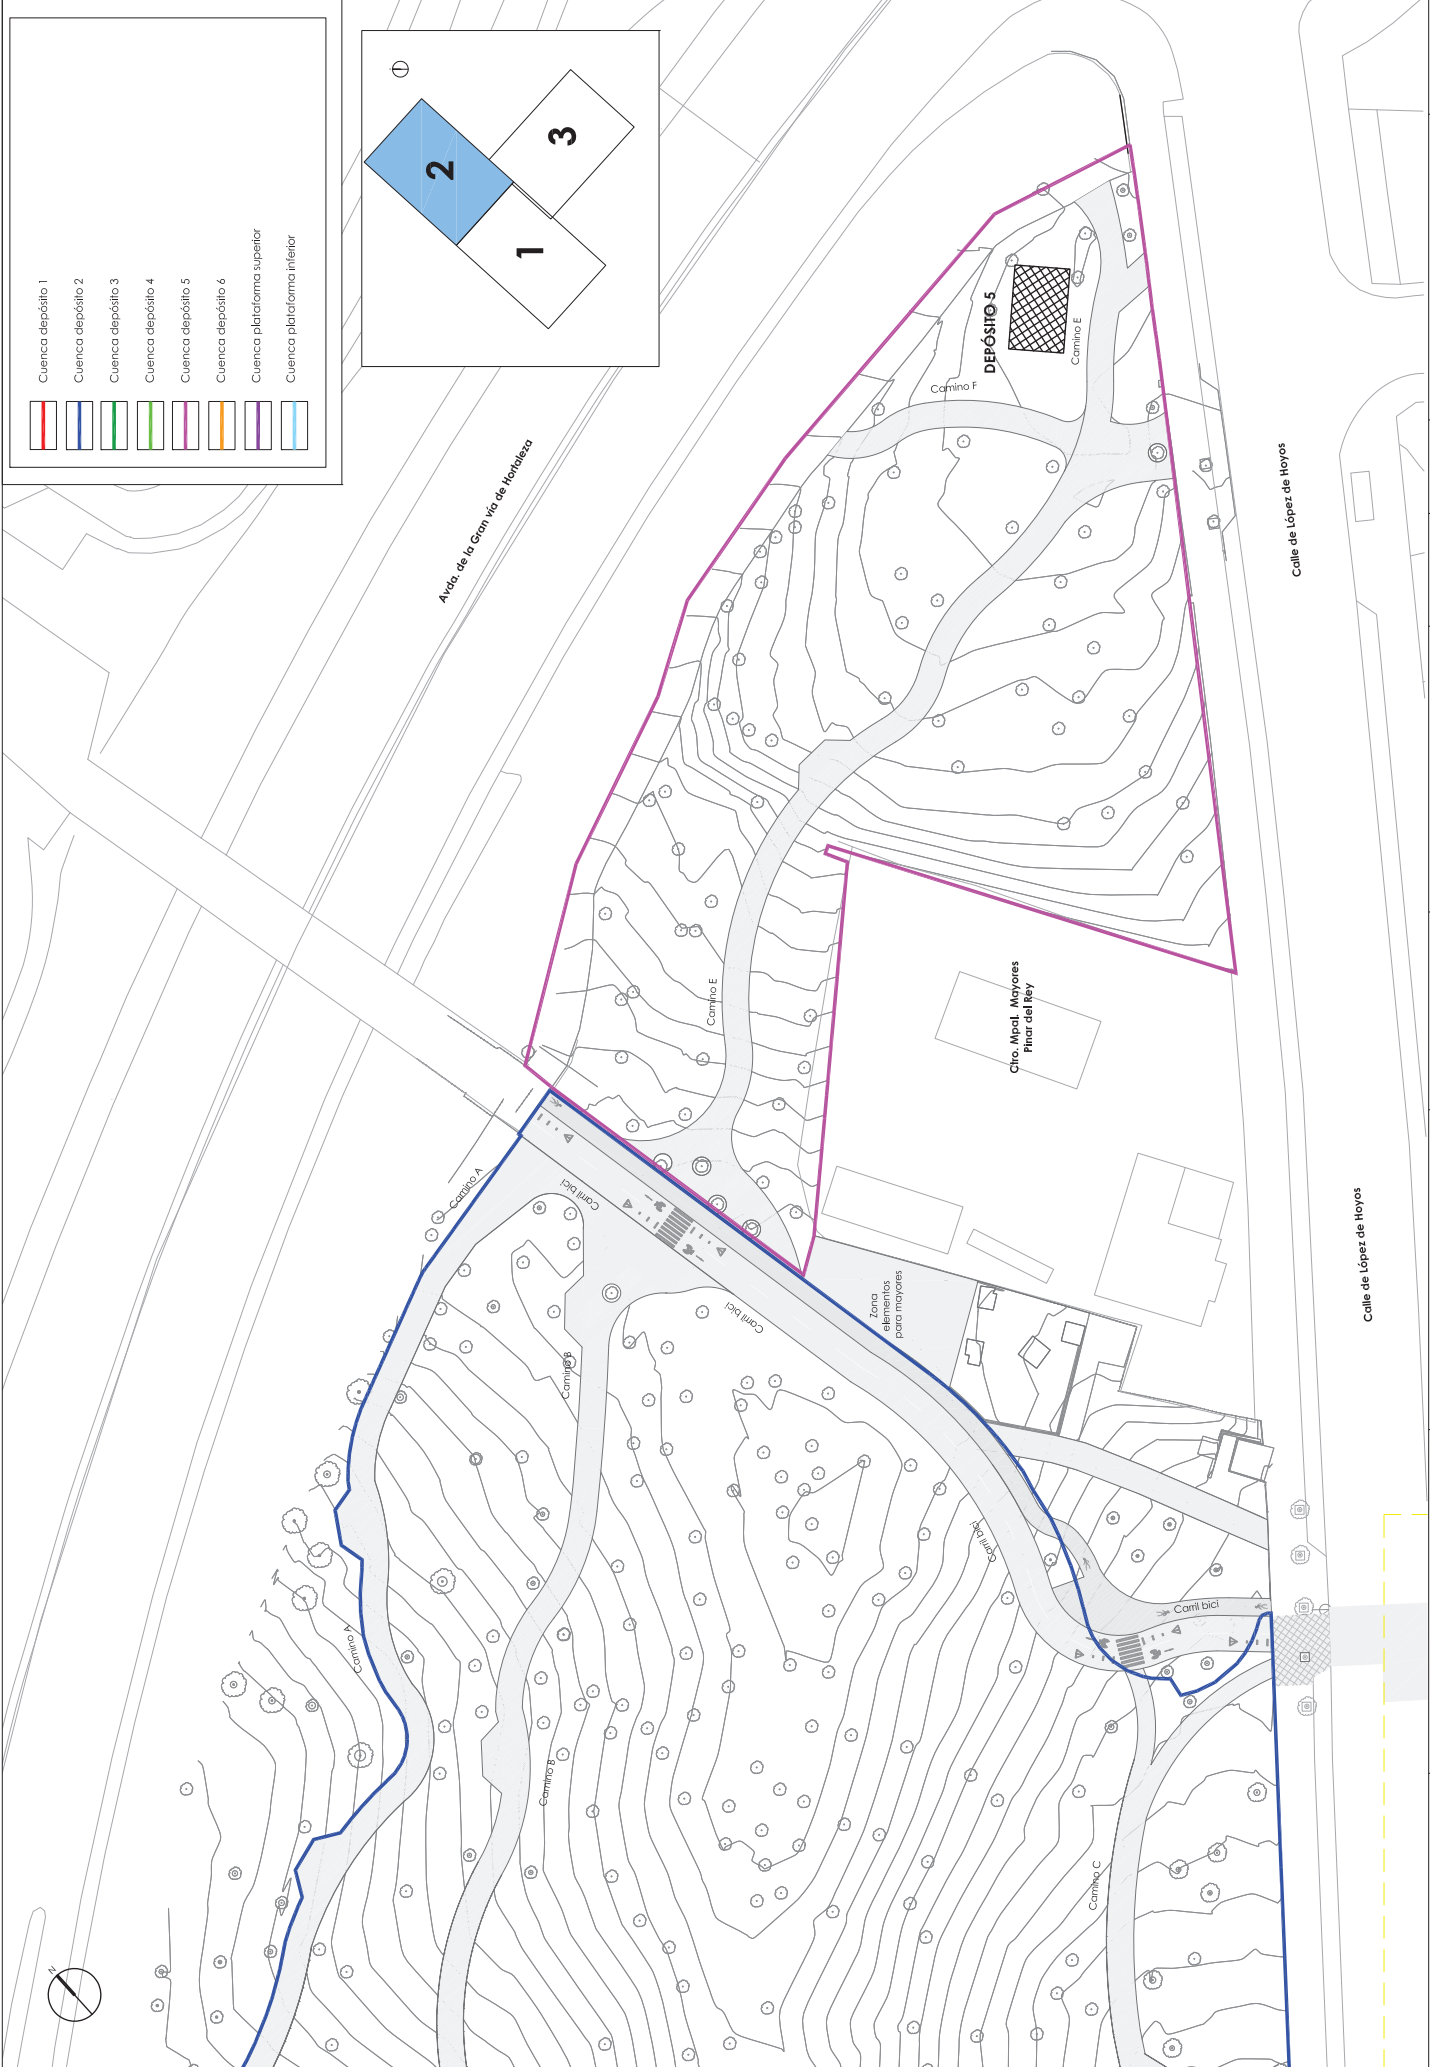 Cuenca depósito 1
Cuenca depósito 2
Cuenca depósito 3
Cuenca depósito 4
Cuenca depósito 5
Cuenca depósito 6
Cuenca plataforma superior
Cuenca plataforma inferior
1
2
3
Avda. de la Gran vía de Hortaleza
DEPÓSITO 5
Camino E
Camino F
Calle de López de Hoyos
Camino E
Ctro. Mpal. Mayores
Pinar del Rey
Camino A
Carril bici
Carril bici
Zona
elementos
para mayores
Calle de López de Hoyos
Camino B
Carril bici
Carril bici
Camino A
Camino B
Camino C
N